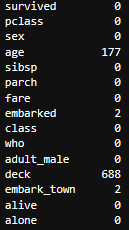 survived 0
pclass 0
sex 0
age 177
sibsp 0
parch 0
fare 0
embarked 2
class 0
who 0
adult_male 0
deck 688
embark_town 2
alive 0
alone 0